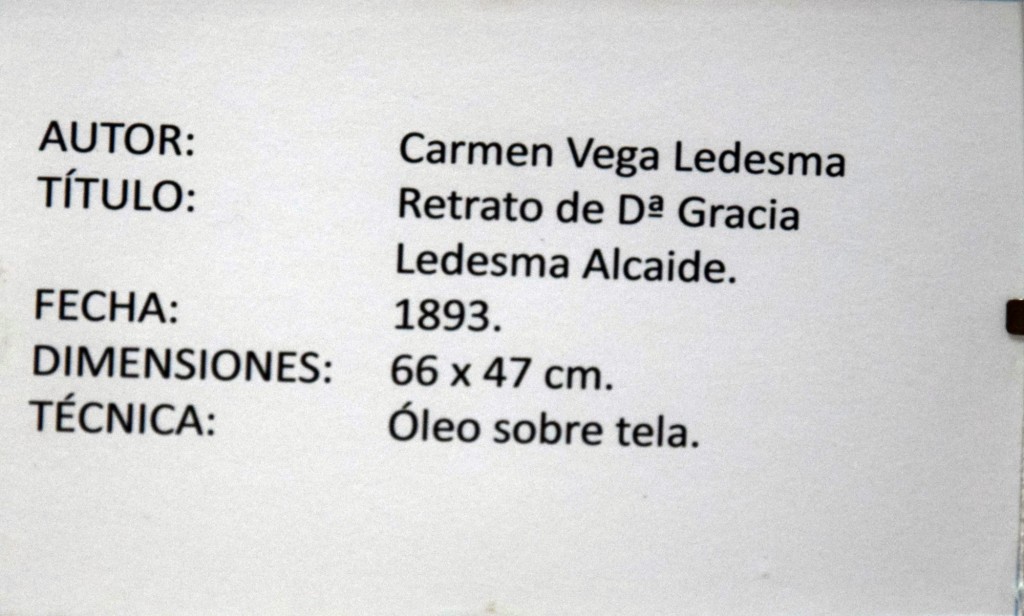 AUTOR: Carmen Vega Ledesma
TÍTULO: Retrato de Dª Gracia
Ledesma Alcaide.
FECHA: 1893.
DIMENSIONES: 66 x 47 cm.
TÉCNICA: Óleo sobre tela.